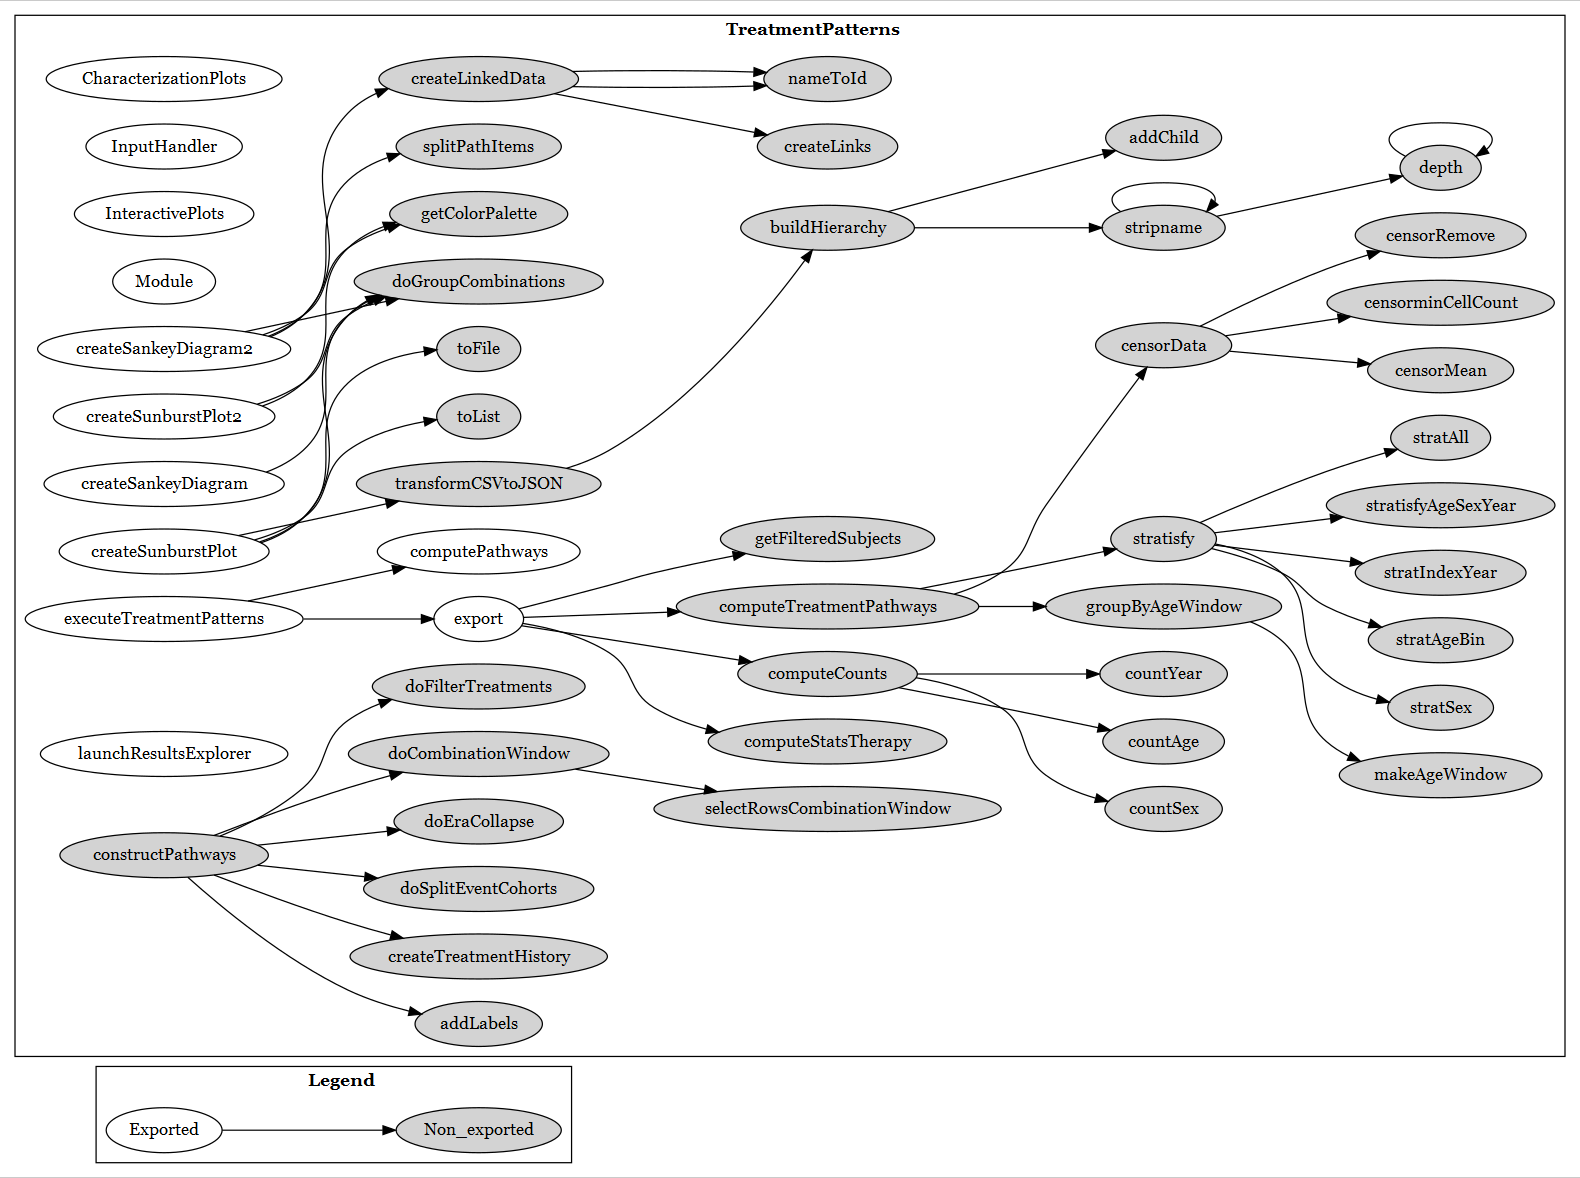 TreatmentPatterns
CharacterizationPlots
InputHandler
InteractivePlots
Module
createSankeyDiagram2
createSunburstPlot2
createSankeyDiagram
createSunburstPlot
executeTreatmentPatterns
launchResultsExplorer
constructPathways
createLinkedData
splitPathItems
getColorPalette
doGroupCombinations
toFile
toList
transformCSVtoJSON
computePathways
export
doFilterTreatments
doCombinationWindow
doEraCollapse
doSplitEventCohorts
createTreatmentHistory
addLabels
nameToId
createLinks
buildHierarchy
getFilteredSubjects
computeTreatmentPathways
computeCounts
computeStatsTherapy
selectRowsCombinationWindow
addChild
stripname
censorData
stratisfy
groupByAgeWindow
countYear
countAge
countSex
depth
censorRemove
censorminCellCount
censorMean
stratAll
stratisfyAgeSexYear
stratIndexYear
stratAgeBin
stratSex
makeAgeWindow
Legend
Exported
Non_exported